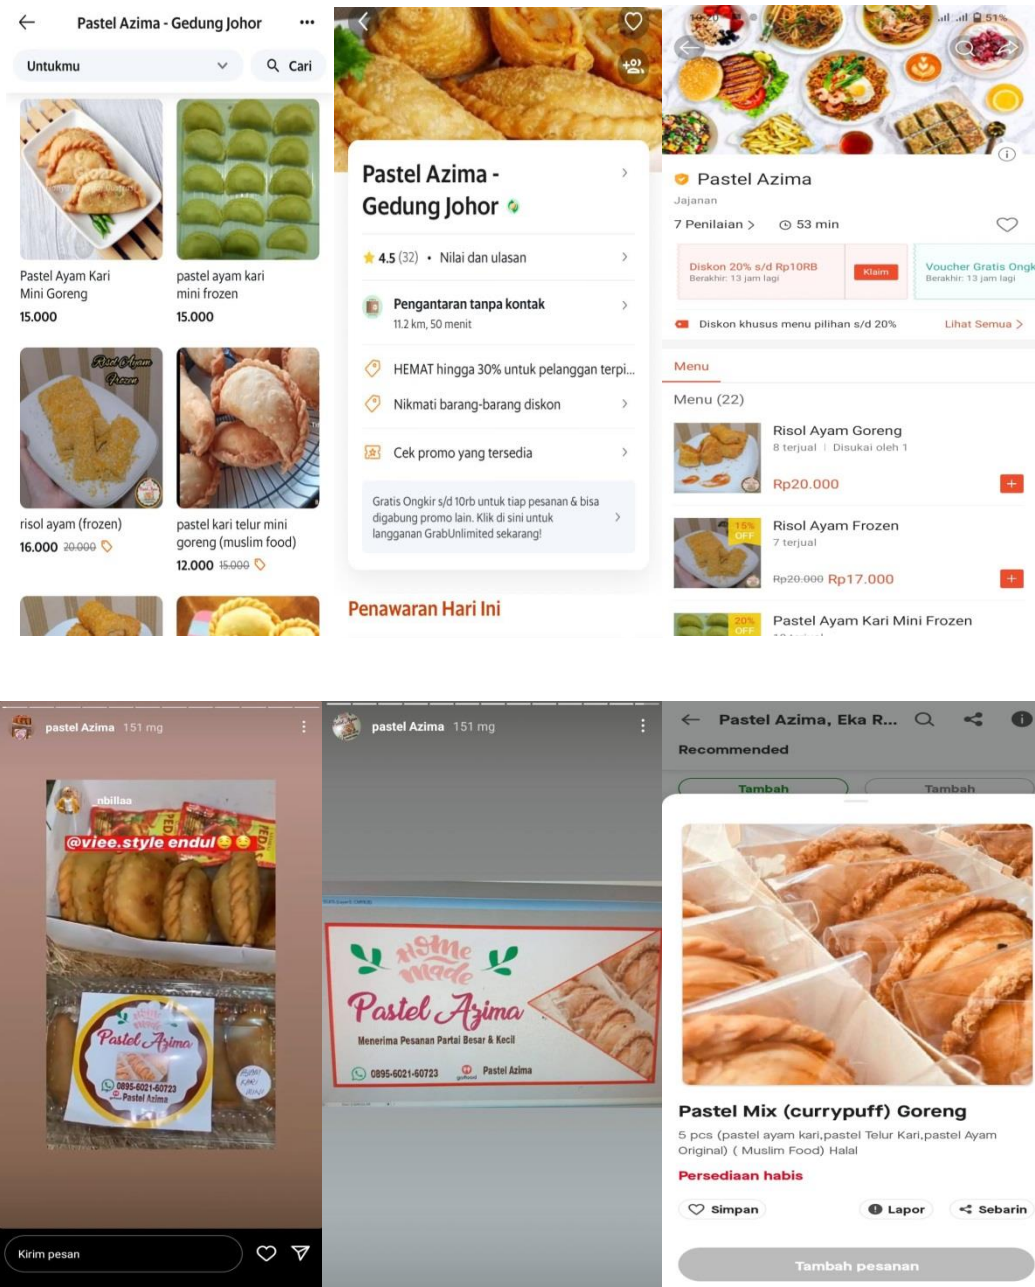 Pastel Azima - Gedung Johor
Untukmu
Cari
Pastel Ayam Kari
Mini Goreng
15.000
pastel ayam kari
mini frozen
15.000
Risol Ayam
Frozen
risol ayam (frozen)
16.000 20.000
pastel kari telur mini
goreng (muslim food)
12.000 15.000
Pastel Azima -
Gedung Johor
4.5 (32) • Nilai dan ulasan
Pengantaran tanpa kontak
11.2 km, 50 menit
HEMAT hingga 30% untuk pelanggan terpi...
Nikmati barang-barang diskon
Cek promo yang tersedia
Gratis Ongkir s/d 10rb untuk tiap pesanan & bisa
digabung promo lain. Klik di sini untuk
langganan GrabUnlimited sekarang!
Penawaran Hari Ini
51%
Pastel Azima
Jajanan
7 Penilaian > 53 min
Diskon 20% s/d Rp10RB
Berakhir: 13 jam lagi
Klaim
Voucher Gratis Ongk
Berakhir: 13 jam lagi
Diskon khusus menu pilihan s/d 20%
Lihat Semua >
Menu
Menu (22)
Risol Ayam Goreng
8 terjual | Disukai oleh 1
Rp20.000
15%
OFF
Risol Ayam Frozen
7 terjual
Rp20.000 Rp17.000
20%
OFF
Pastel Ayam Kari Mini Frozen
pastel Azima 151 mg
_nbillaa
@viee.style endul
Home
made
Pastel Azima
0895-6021-60723
Pastel Azima
Kirim pesan
pastel Azima 151 mg
Home
made
Pastel Azima
Menerima Pesanan Partai Besar & Kecil
0895-6021-60723
gofood
Pastel Azima
Pastel Azima, Eka R...
Recommended
Tambah
Tambah
Pastel Mix (currypuff) Goreng
5 pcs (pastel ayam kari,pastel Telur Kari,pastel Ayam
Original) ( Muslim Food) Halal
Persediaan habis
Simpan
Lapor
Sebarin
Tambah pesanan